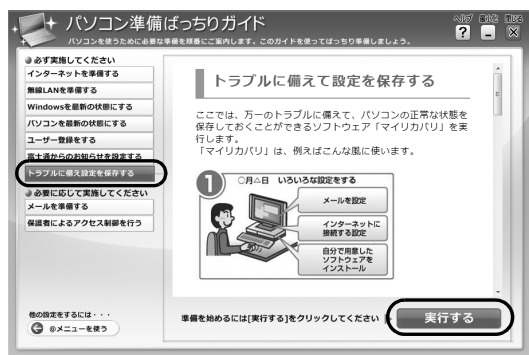 パソコン準備ばっちりガイド
パソコンを使うために必要な準備を順番にご案内します。このガイドを使ってばっちり準備しましょう。
ヘルプ 最小化 閉じる
必ず実施してください
インターネットを準備する
無線LANを準備する
Windowsを最新の状態にする
パソコンを最新の状態にする
ユーザー登録をする
富士通からのお知らせを設定する
トラブルに備え設定を保存する
必要に応じて実施してください
メールを準備する
保護者によるアクセス制御を行う
他の設定をするには・・・
@メニューを使う
トラブルに備えて設定を保存する
ここでは、万一のトラブルに備えて、パソコンの正常な状態を
保存しておくことができるソフトウェア「マイリカバリ」を実
行します。
「マイリカバリ」は、例えばこんな風に使います。
1 ○月△日 いろいろな設定をする
メールを設定
インターネットに
接続する設定
自分で用意した
ソフトウェアを
インストール
準備を始めるには[実行する]をクリックしてください
実行する